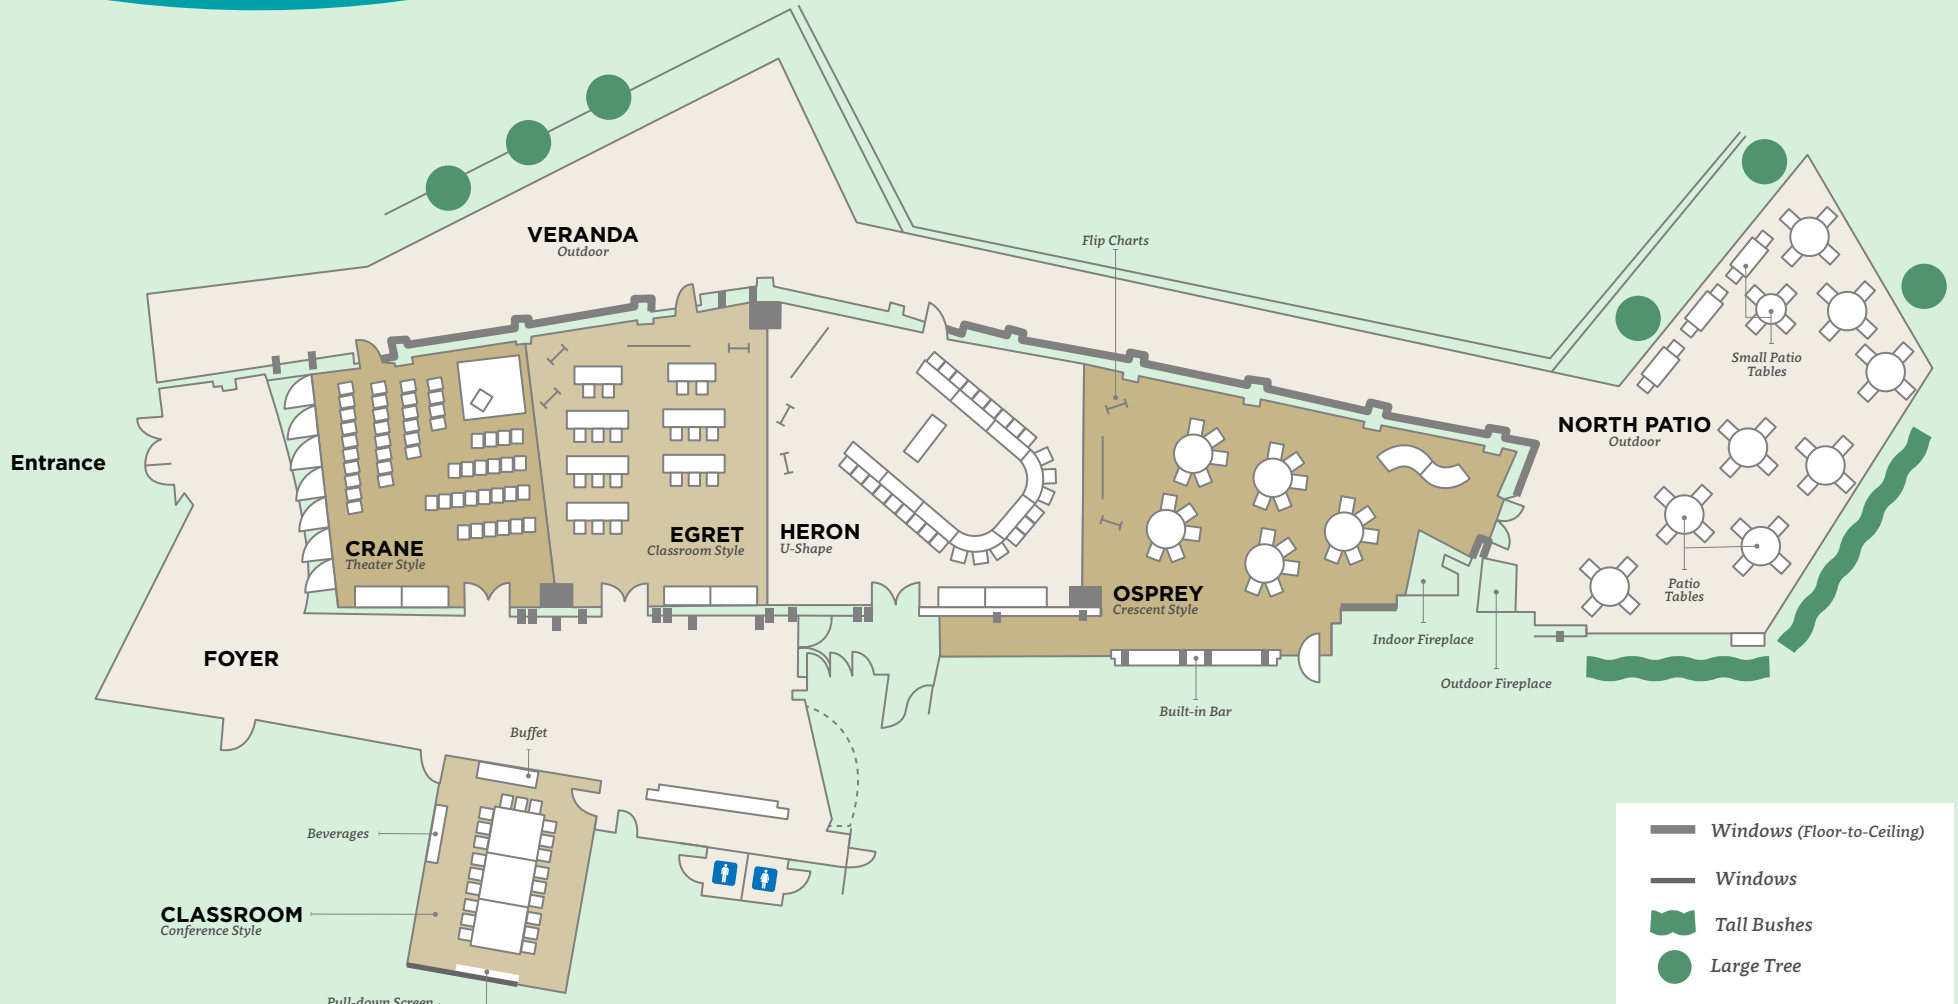 VERANDA
Outdoor
Flip Charts
Small Patio
Tables
NORTH PATIO
Outdoor
Entrance
CRANE
Theater Style
EGRET
Classroom Style
HERON
U-Shape
OSPREY
Crescent Style
Patio
Tables
Indoor Fireplace
Outdoor Fireplace
Built-in Bar
FOYER
Buffet
Beverages
CLASSROOM
Conference Style
Pull-down Screen
Windows (Floor-to-Ceiling)
Windows
Tall Bushes
Large Tree